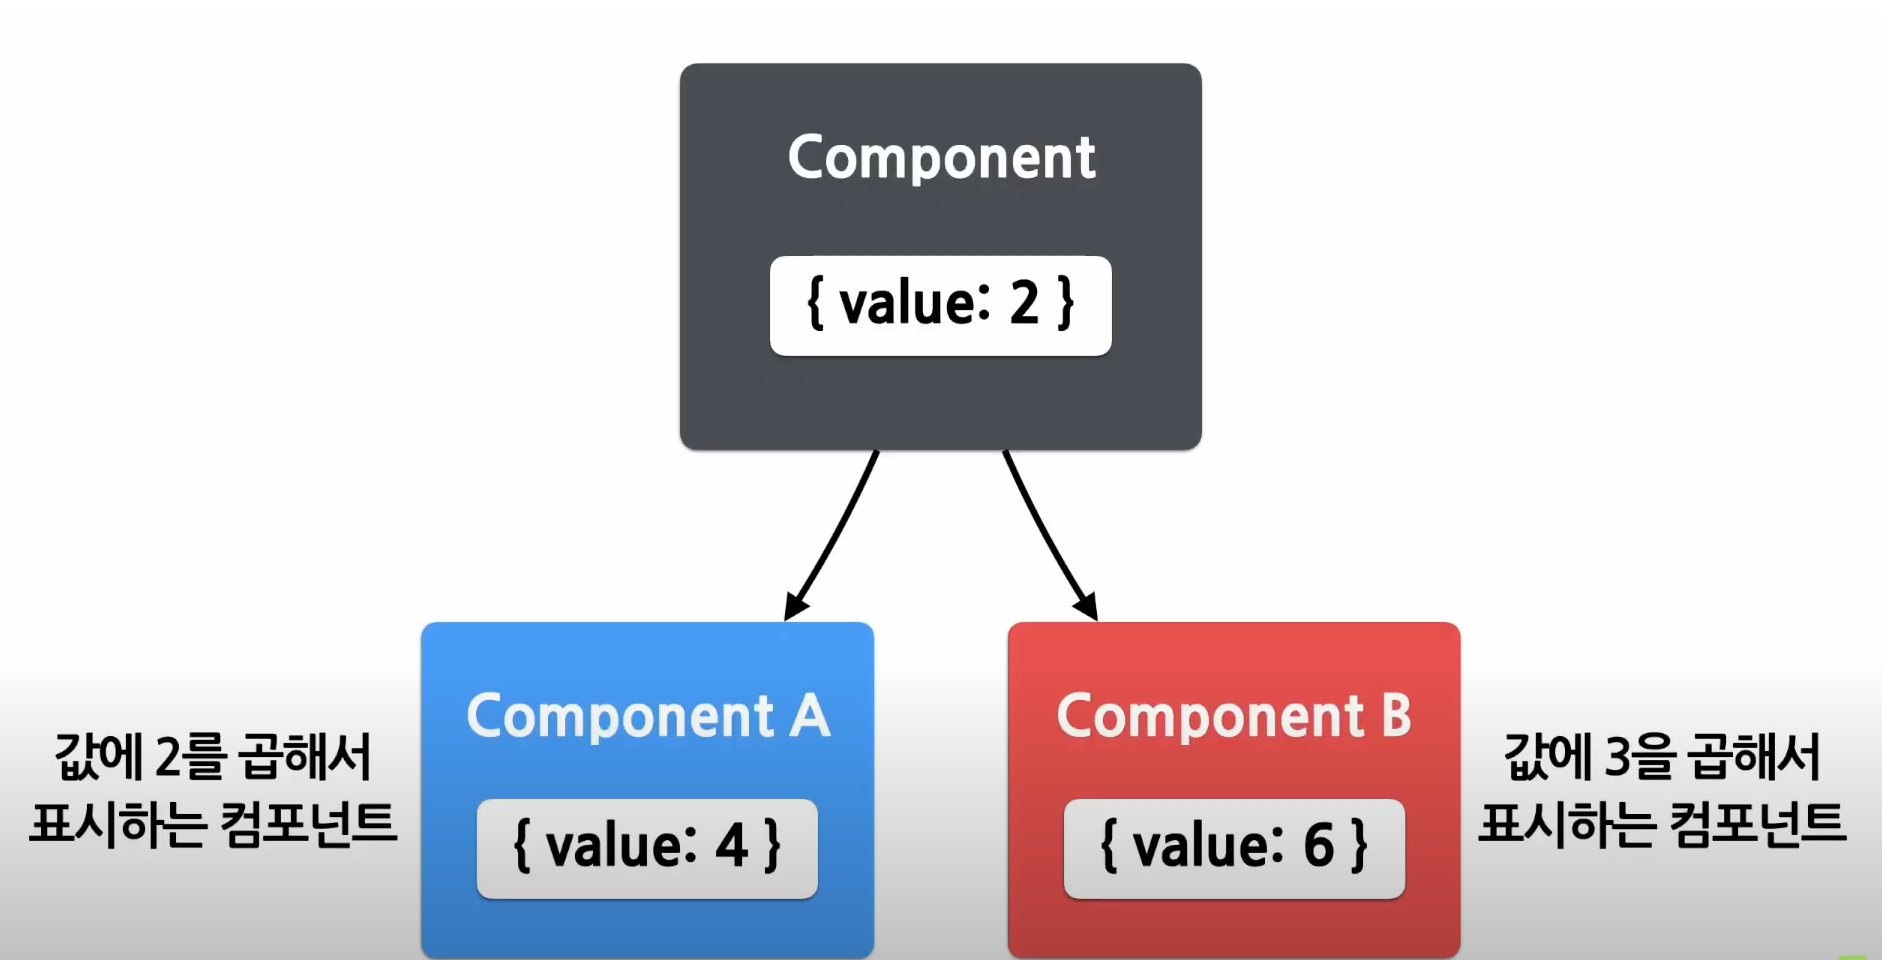 Component
{ value: 2 }
Component A
{ value: 4 }
값에 2를 곱해서
표시하는 컴포넌트
Component B
{ value: 6 }
값에 3을 곱해서
표시하는 컴포넌트